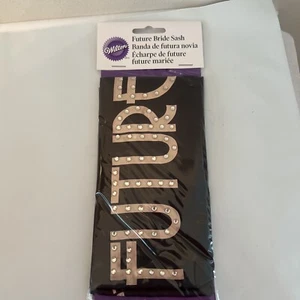 Wilton
Future Bride Sash
Banda de futura novia
Écharpe de future
future mariée
FUTURE